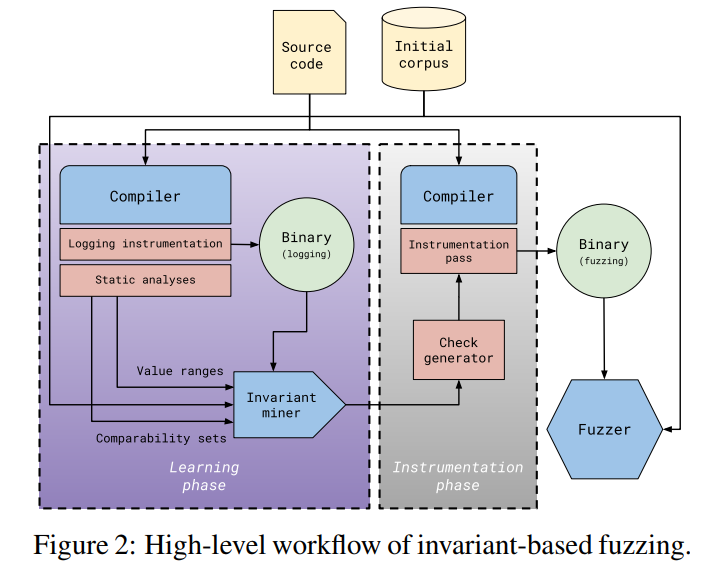 Source
code
Initial
corpus
Compiler
Logging instrumentation
Static analyses
Binary
(logging)
Value ranges
Invariant
miner
Comparability sets
Learning
phase
Compiler
Instrumentation
pass
Check
generator
Instrumentation
phase
Binary
(fuzzing)
Fuzzer
Figure 2: High-level workflow of invariant-based fuzzing.